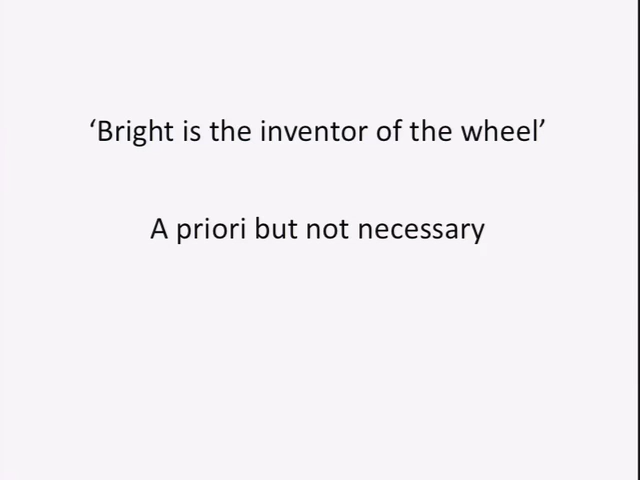 ‘Bright is the inventor of the wheel’
A priori but not necessary